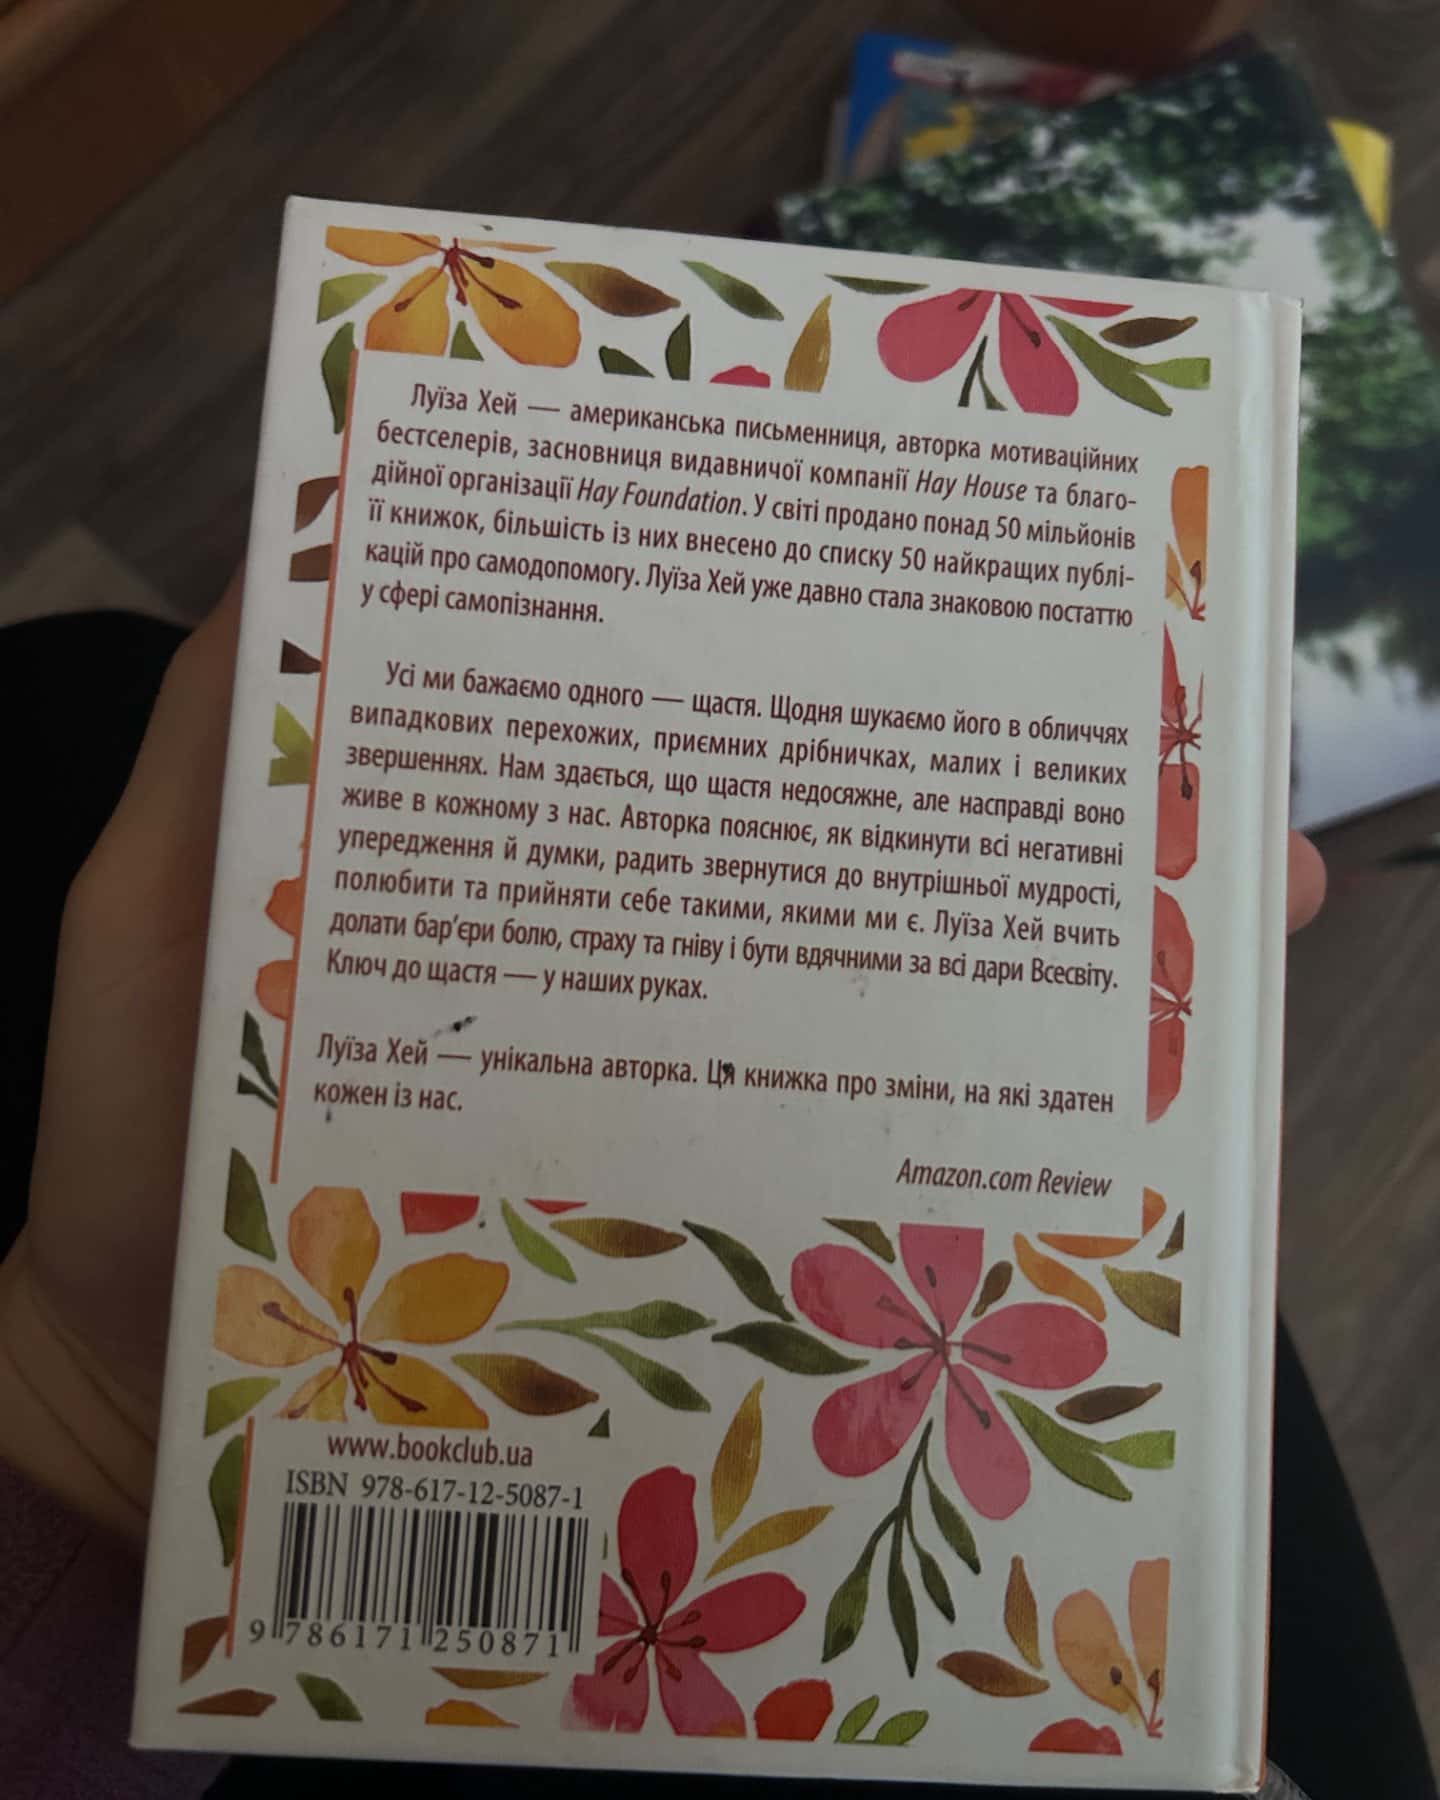 Луїза Хей — американська письменниця, авторка мотиваційних
бестселерів, засновниця видавничої компанії Hay House та благо-
дійної організації Hay Foundation. У світі продано понад 50 мільйонів
її книжок, більшість із них внесено до списку 50 найкращих публі-
кацій про самодопомогу. Луїза Хей уже давно стала знаковою постаттю
у сфері самопізнання.
Усі ми бажаємо одного — щастя. Щодня шукаємо його в обличчях
випадкових перехожих, приємних дрібничках, малих і великих
звершеннях. Нам здається, що щастя недосяжне, але насправді воно
живе в кожному з нас. Авторка пояснює, як відкинути всі негативні
упередження й думки, радить звернутися до внутрішньої мудрості,
полюбити та прийняти себе такими, якими ми є. Луїза Хей вчить
долати бар’єри болю, страху та гніву і бути вдячними за всі дари Всесвіту.
Ключ до щастя — у наших руках.
Луїза Хей — унікальна авторка. Ця книжка про зміни, на які здатен
кожен із нас.
Amazon.com Review
www.bookclub.ua
ISBN 978-617-12-5087-1
9 786171 250871